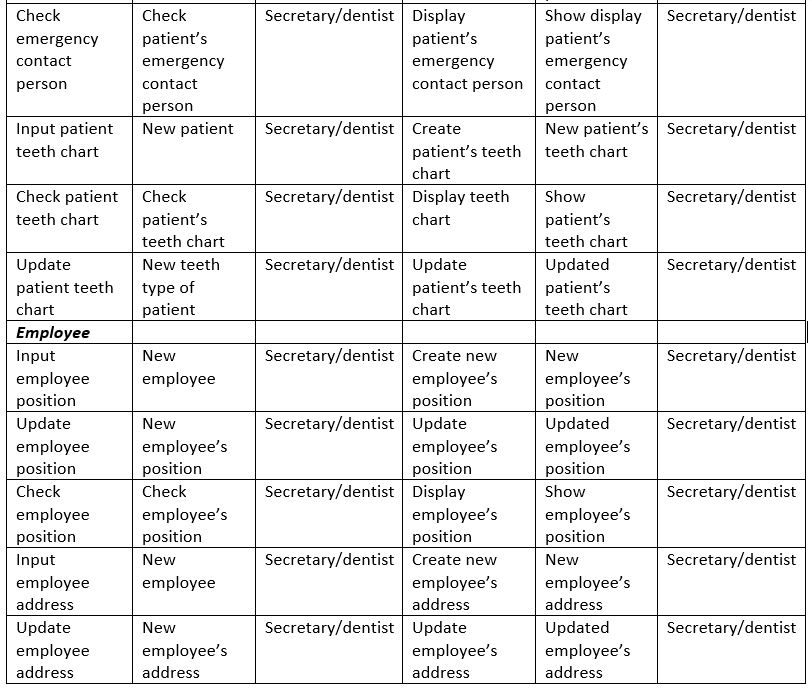 Check emergency contact person | Check patient's emergency contact person | Secretary/dentist | Display patient's emergency contact person | Show display patient's emergency contact person | Secretary/dentist
Input patient teeth chart | New patient | Secretary/dentist | Create patient's teeth chart | New patient's teeth chart | Secretary/dentist
Check patient teeth chart | Check patient's teeth chart | Secretary/dentist | Display teeth chart | Show patient's teeth chart | Secretary/dentist
Update patient teeth chart | New teeth type of patient | Secretary/dentist | Update patient's teeth chart | Updated patient's teeth chart | Secretary/dentist
Employee
Input employee position | New employee | Secretary/dentist | Create new employee's position | New employee's position | Secretary/dentist
Update employee position | New employee's position | Secretary/dentist | Update employee's position | Updated employee's position | Secretary/dentist
Check employee position | Check employee's position | Secretary/dentist | Display employee's position | Show employee's position | Secretary/dentist
Input employee address | New employee | Secretary/dentist | Create new employee's address | New employee's address | Secretary/dentist
Update employee address | New employee's address | Secretary/dentist | Update employee's address | Updated employee's address | Secretary/dentist